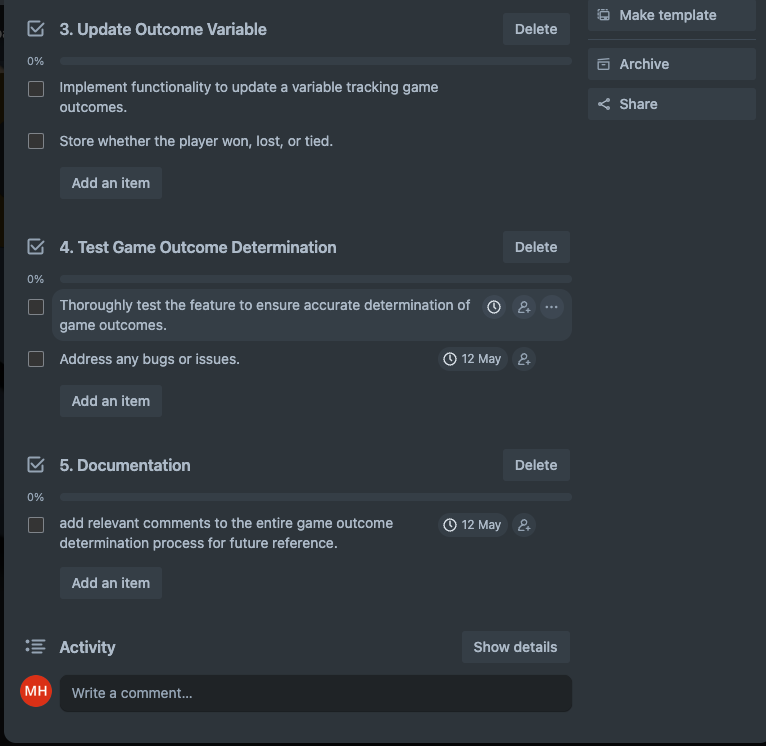 3. Update Outcome Variable
Delete
0%
Implement functionality to update a variable tracking game
outcomes.
Store whether the player won, lost, or tied.
Add an item
4. Test Game Outcome Determination
Delete
0%
Thoroughly test the feature to ensure accurate determination of
game outcomes.
Address any bugs or issues.
12 May
Add an item
5. Documentation
Delete
0%
add relevant comments to the entire game outcome
determination process for future reference.
12 May
Add an item
Activity
Show details
MH
Write a comment...
Make template
Archive
Share